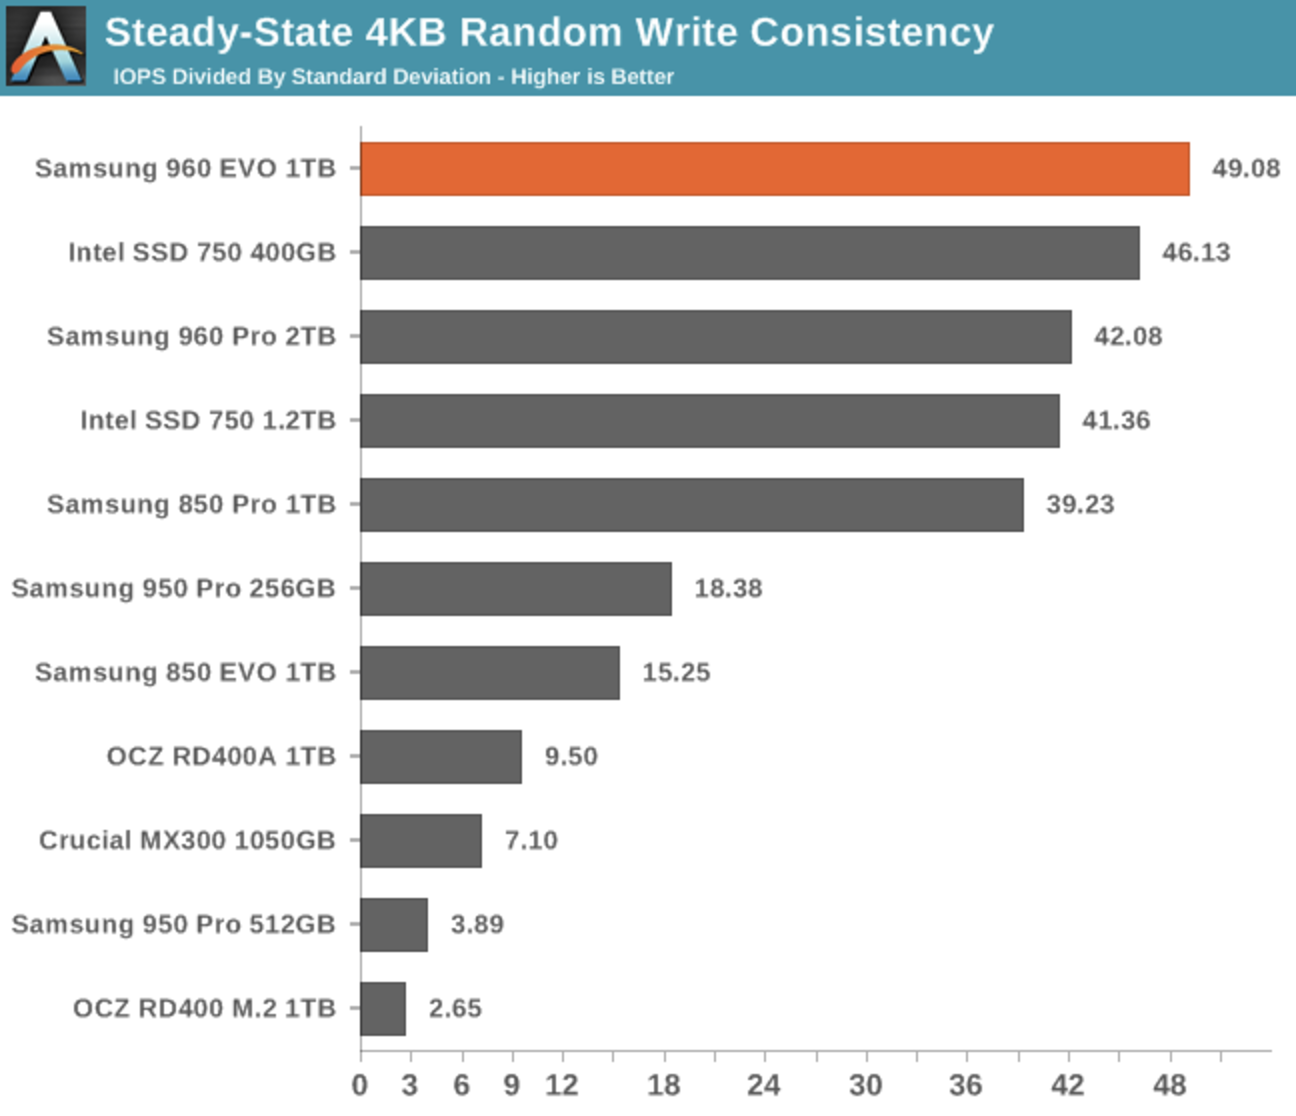 Steady-State 4KB Random Write Consistency
IOPS Divided By Standard Deviation - Higher is Better
Samsung 960 EVO 1TB 49.08
Intel SSD 750 400GB 46.13
Samsung 960 Pro 2TB 42.08
Intel SSD 750 1.2TB 41.36
Samsung 850 Pro 1TB 39.23
Samsung 950 Pro 256GB 18.38
Samsung 850 EVO 1TB 15.25
OCZ RD400A 1TB 9.50
Crucial MX300 1050GB 7.10
Samsung 950 Pro 512GB 3.89
OCZ RD400 M.2 1TB 2.65
0 3 6 9 12 18 24 30 36 42 48